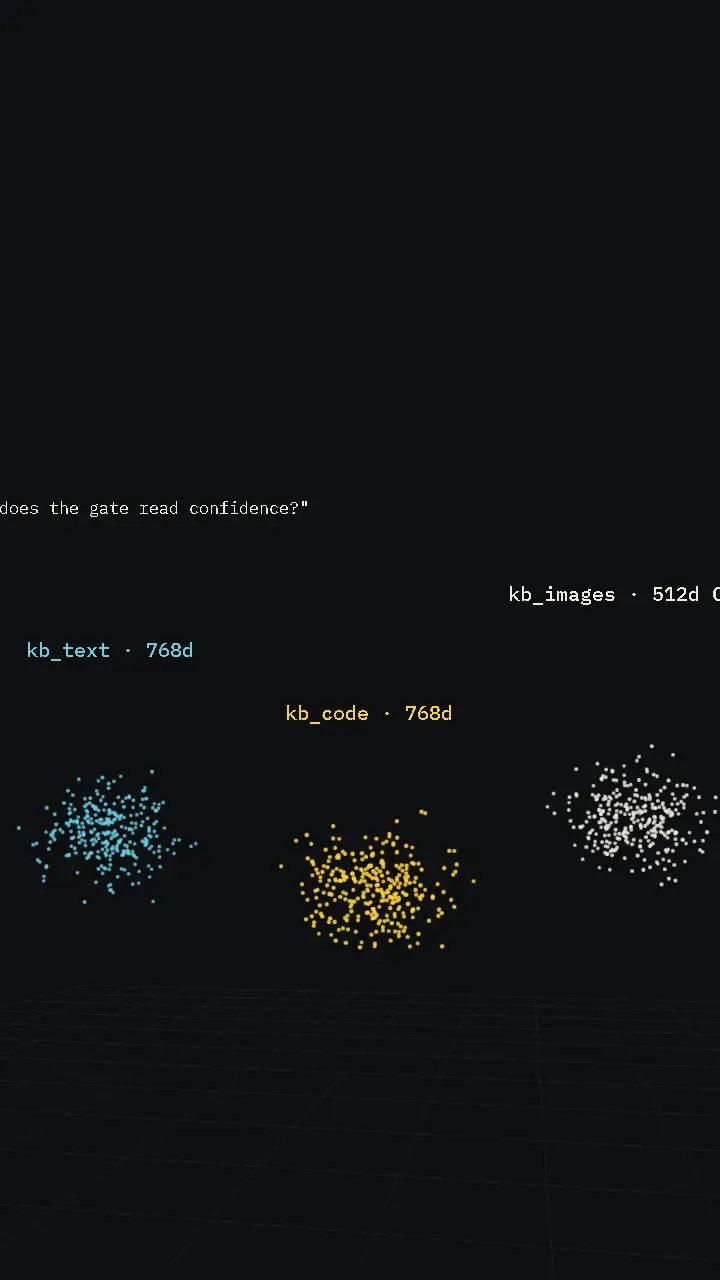 does the gate read confidence?"
kb_images · 512d
kb_text · 768d
kb_code · 768d